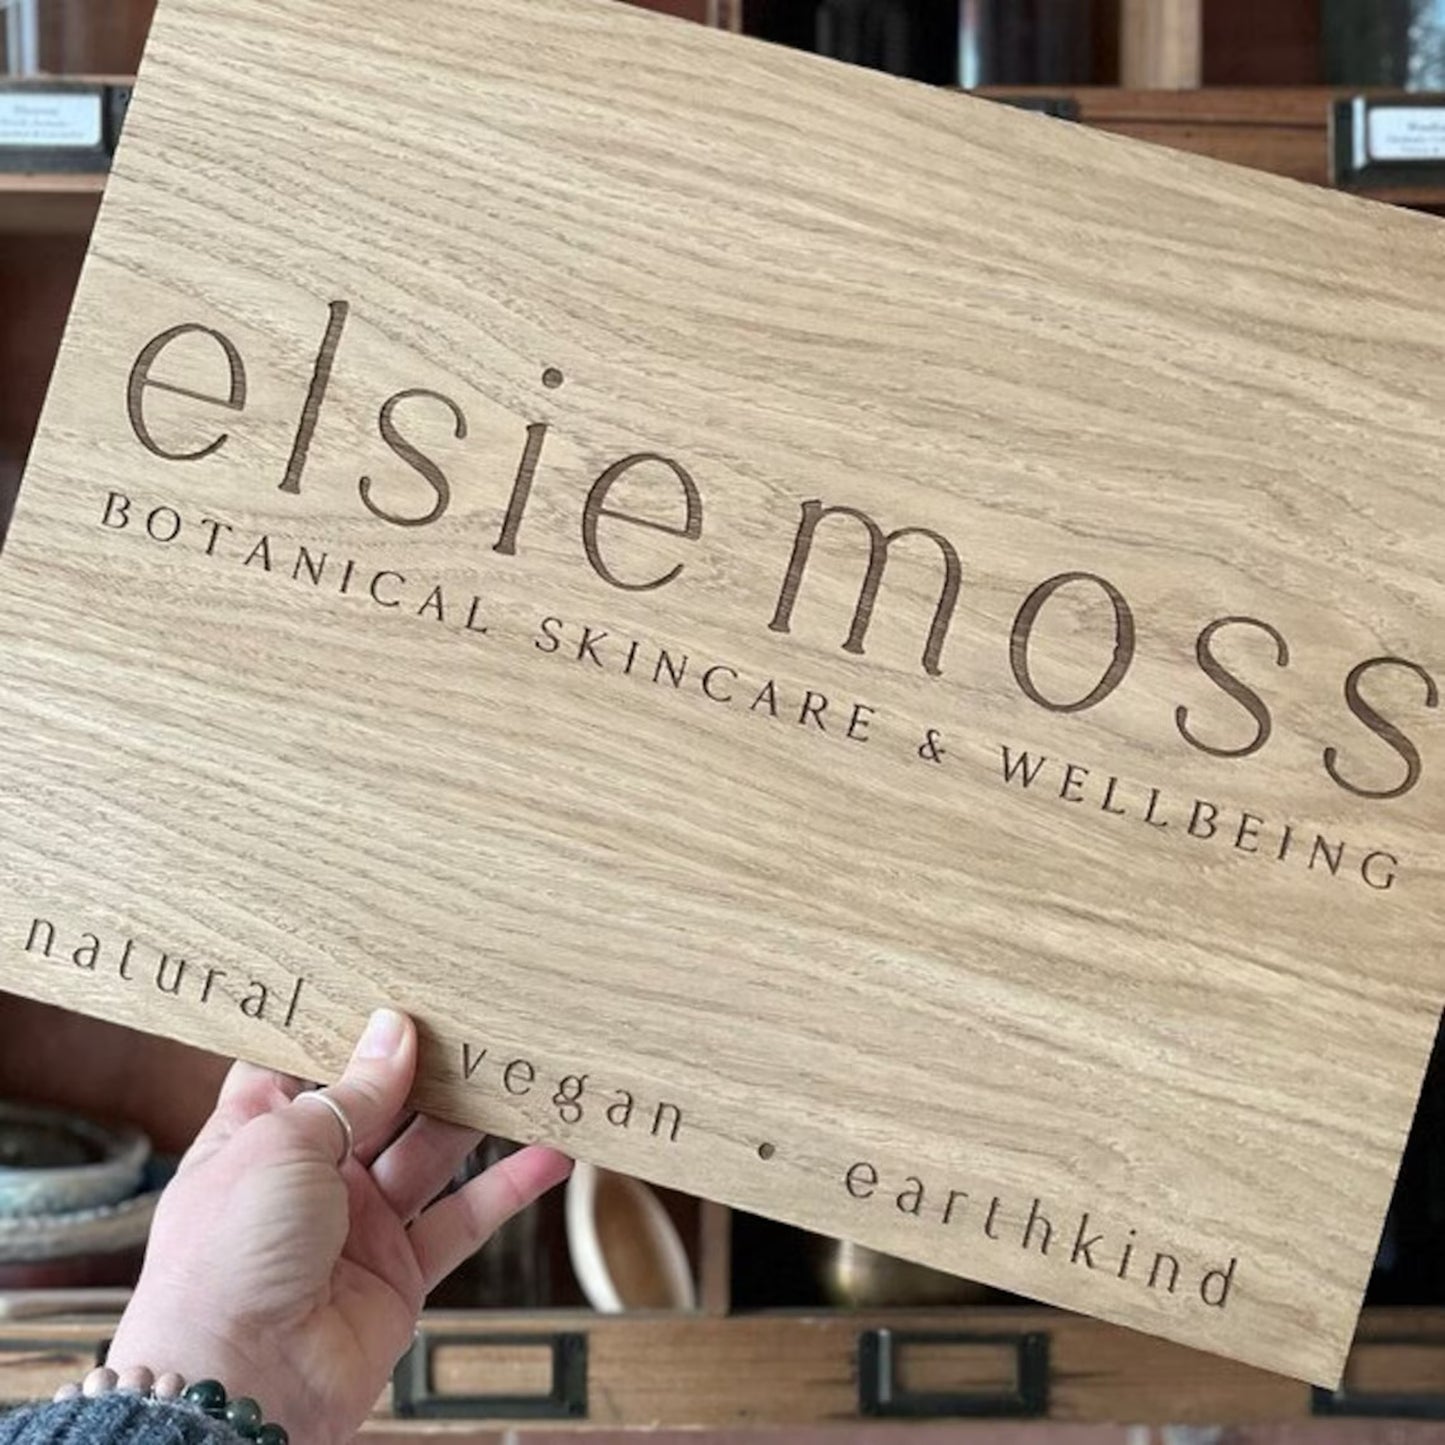 elsie moss
BOTANICAL SKINCARE & WELLBEING
natural vegan • earthkind